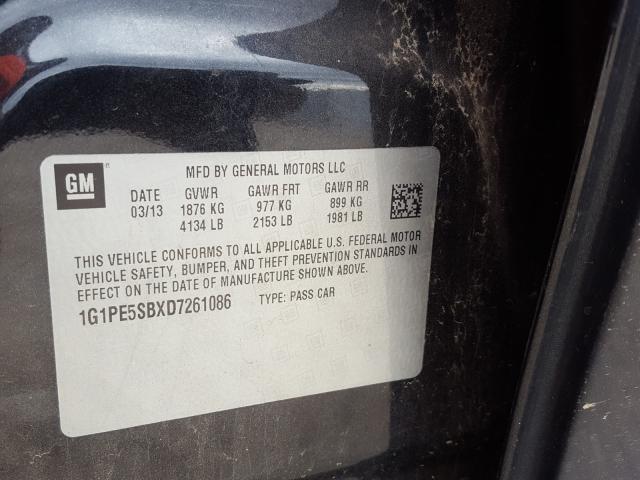 GM
MFD BY GENERAL MOTORS LLC
DATE GVWR GAWR FRT GAWR RR
03/13 1876 KG 977 KG 899 KG
4134 LB 2153 LB 1981 LB
THIS VEHICLE CONFORMS TO ALL APPLICABLE U.S. FEDERAL MOTOR
VEHICLE SAFETY, BUMPER, AND THEFT PREVENTION STANDARDS IN
EFFECT ON THE DATE OF MANUFACTURE SHOWN ABOVE.
1G1PE5SBXD7261086 TYPE: PASS CAR